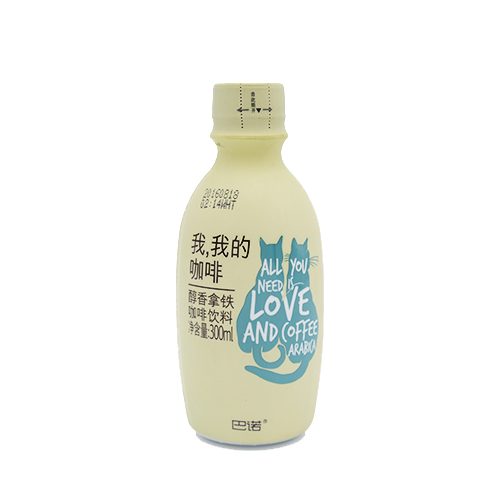 20160818
02:14WHT
我,我的
咖啡
醇香拿铁
咖啡饮料
净含量:300ml
ALL YOU
NEED IS
LOVE
AND COFFEE
ARABICA
巴诺®